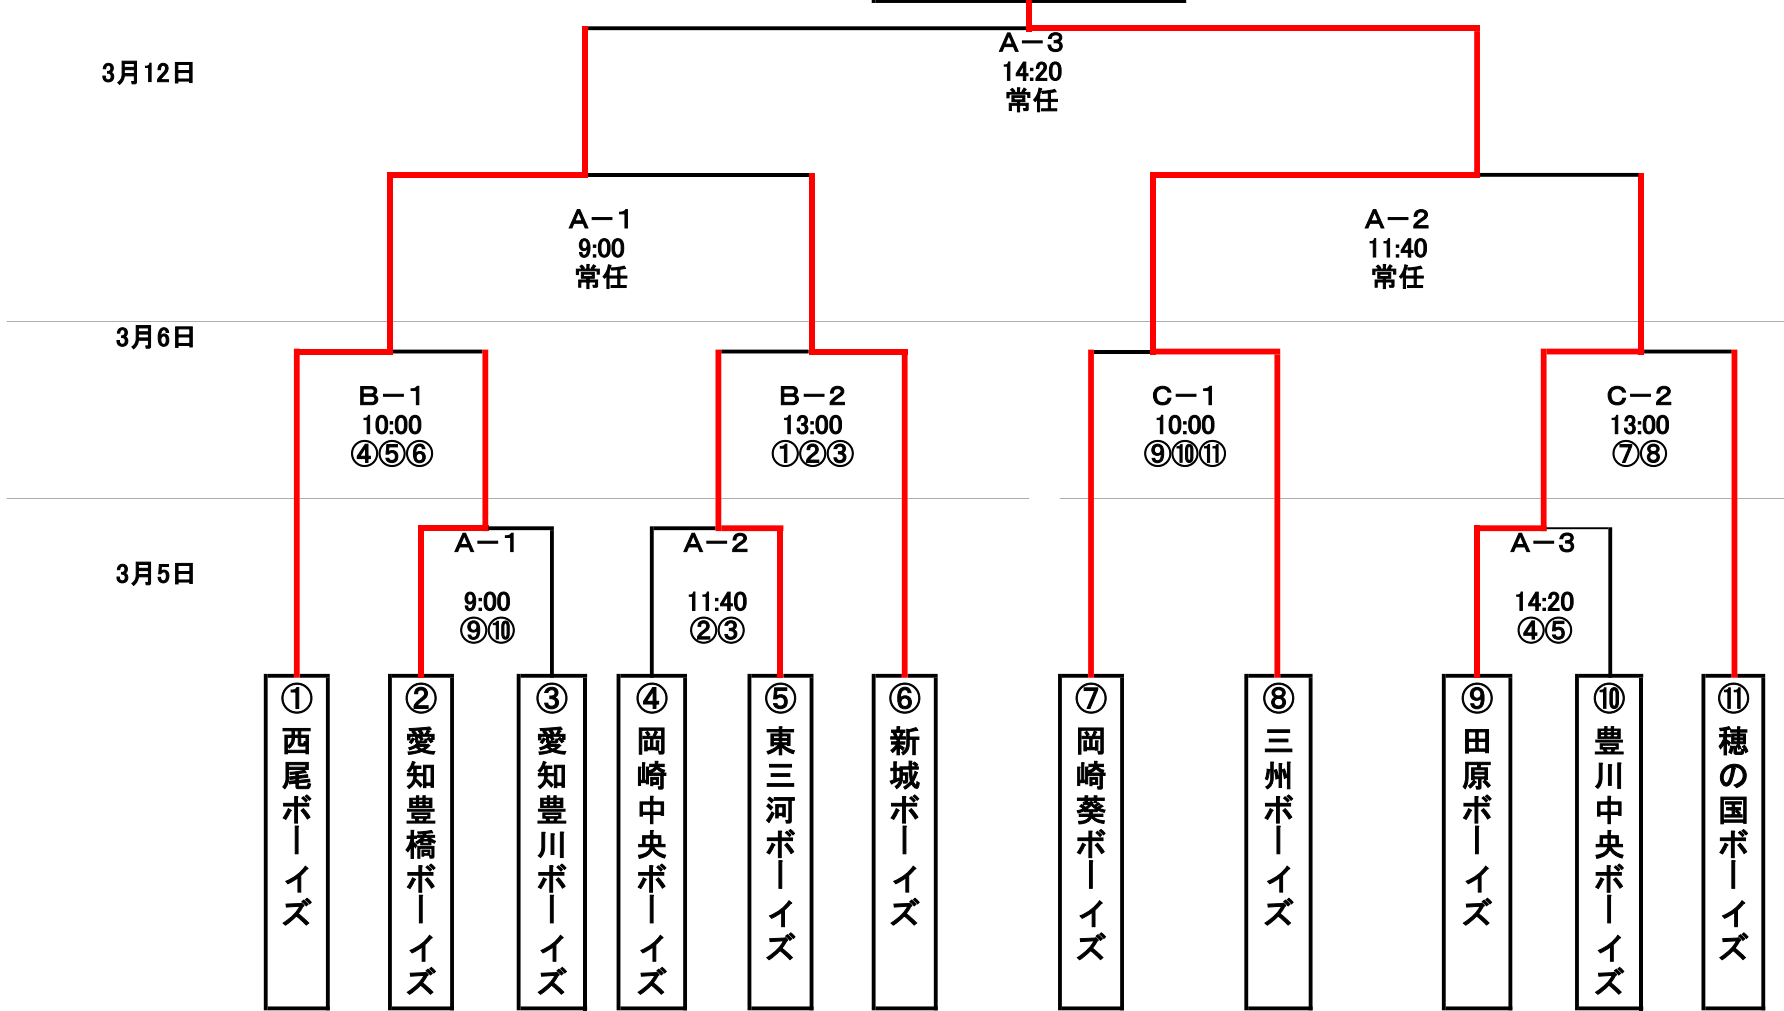 3月12日
A－3
14:20
常任
A－1
9:00
常任
A－2
11:40
常任
3月6日
B－1
10:00
④⑤⑥
B－2
13:00
①②③
C－1
10:00
⑨⑩⑪
C－2
13:00
⑦⑧
3月5日
A－1
9:00
⑨⑩
A－2
11:40
②③
A－3
14:20
④⑤
①西尾ボーイズ
②愛知豊橋ボーイズ
③愛知豊川ボーイズ
④岡崎中央ボーイズ
⑤東三河ボーイズ
⑥新城ボーイズ
⑦岡崎葵ボーイズ
⑧三州ボーイズ
⑨田原ボーイズ
⑩豊川中央ボーイズ
⑪穂の国ボーイズ